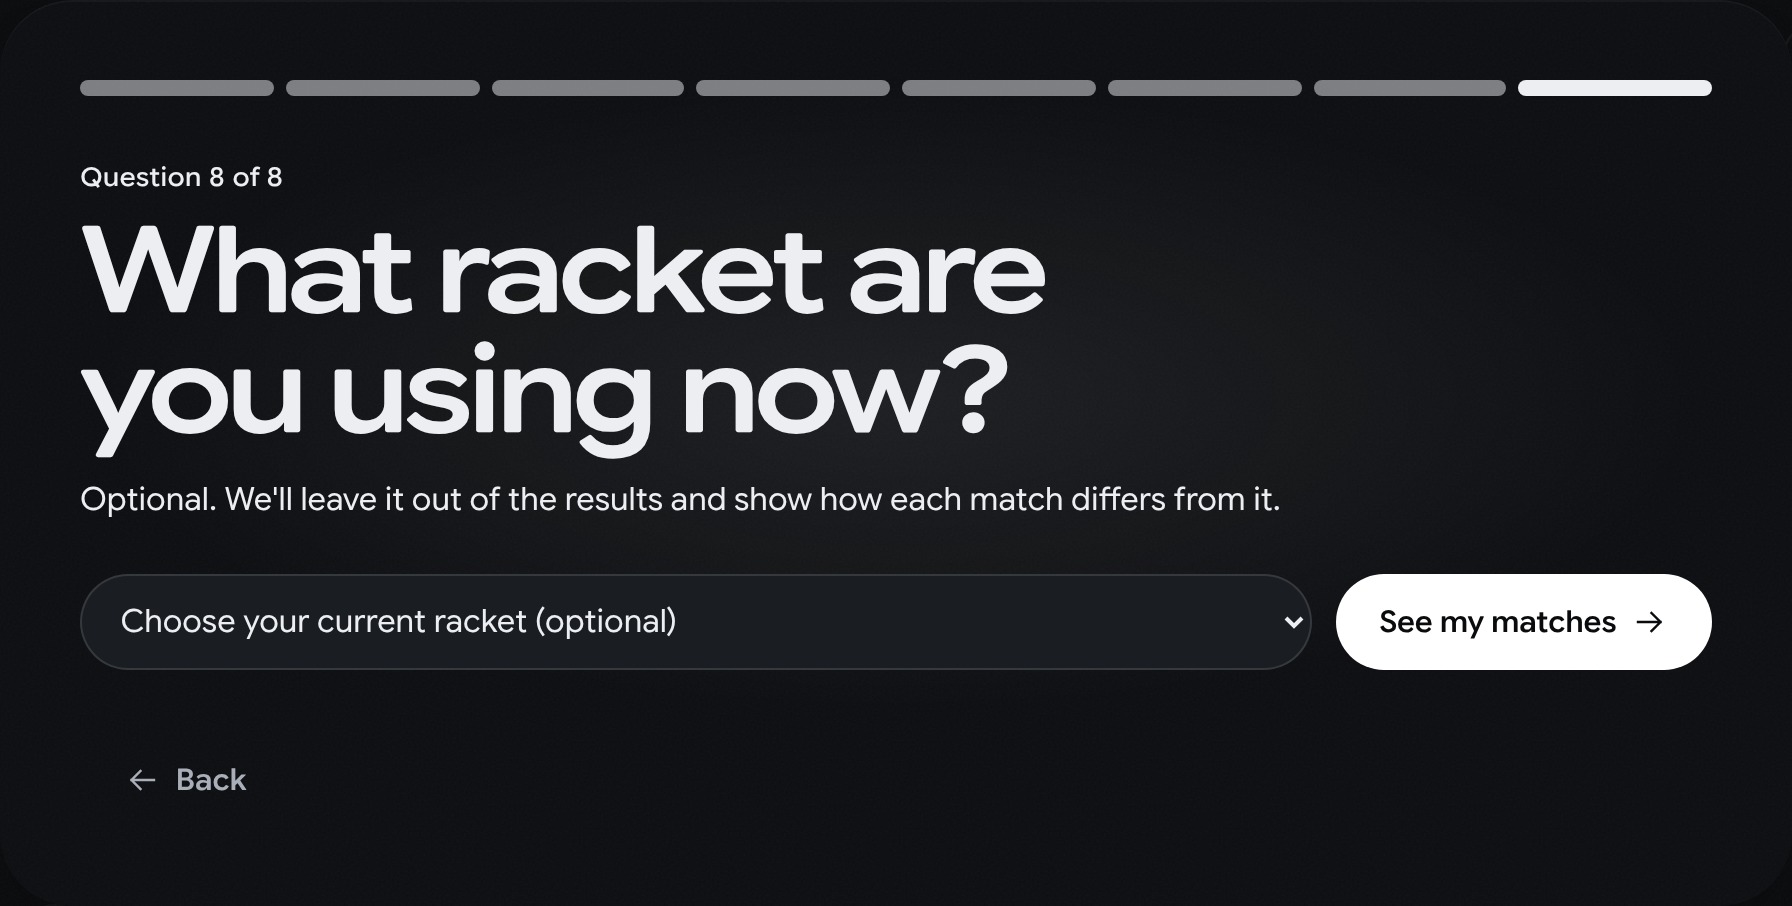 Question 8 of 8
What racket are
you using now?
Optional. We'll leave it out of the results and show how each match differs from it.
Choose your current racket (optional)
See my matches →
← Back